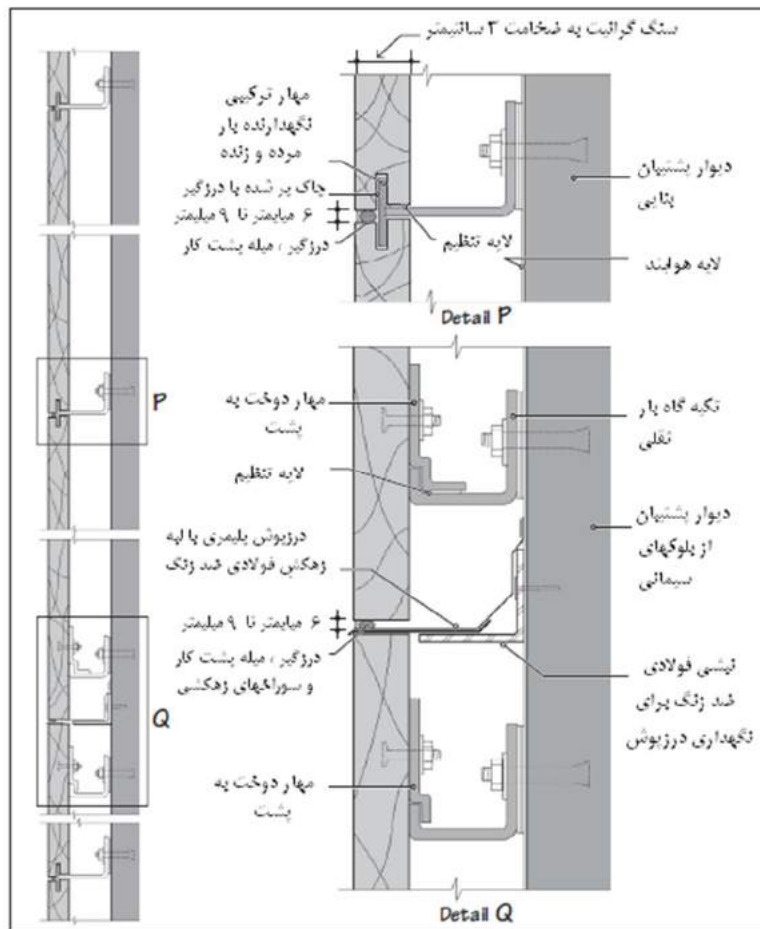 سنگ گرانیت به ضخامت ۳ سانتیمتر
مهار ترکیبی
نگهدارنده بار
مرده و زنده
چاک پر شده با درزگیر
۶ میلیمتر تا ۹ میلیمتر
درزگیر ، میله پشت کار
لایه تنظیم
دیوار پشتیبان
بنایی
لایه هوابند
Detail P
P
مهار دوخت به
پشت
لایه تنظیم
تکیه گاه بار
ثقلی
دیوار پشتیبان
از بلوکهای
سیمانی
درزپوش پلیمری با لبه
زهکش فولادی ضد زنگ
۶ میلیمتر تا ۹ میلیمتر
درزگیر ، میله پشت کار
و سوراخهای زهکشی
نبشی فولادی
ضد زنگ برای
نگهداری درزپوش
مهار دوخت به
پشت
Q
Detail Q